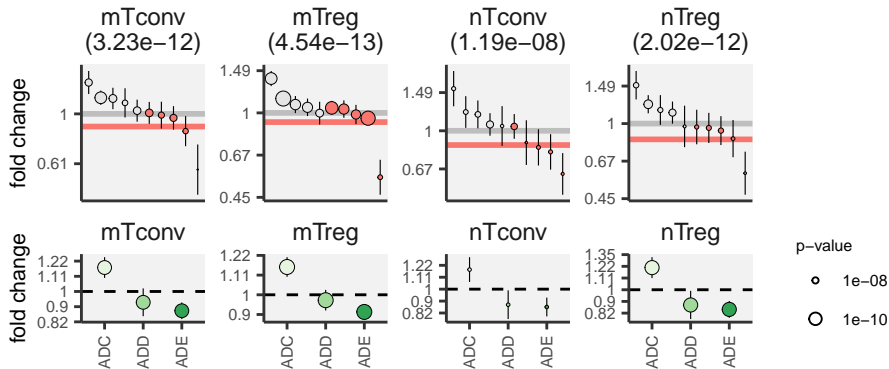 mTconv
(3.23e−12)
mTreg
(4.54e−13)
nTconv
(1.19e−08)
nTreg
(2.02e−12)
fold change
1
0.61
1.49
1
0.67
0.45
1.49
1
0.67
1.49
1
0.67
0.45
mTconv
mTreg
nTconv
nTreg
fold change
1.22
1.11
1
0.9
0.82
1.22
1.11
1
0.9
1.22
1.11
1
0.9
0.82
1.35
1.22
1.11
1
0.9
0.82
ADC
ADD
ADE
ADC
ADD
ADE
ADC
ADD
ADE
ADC
ADD
ADE
p−value
1e−08
1e−10